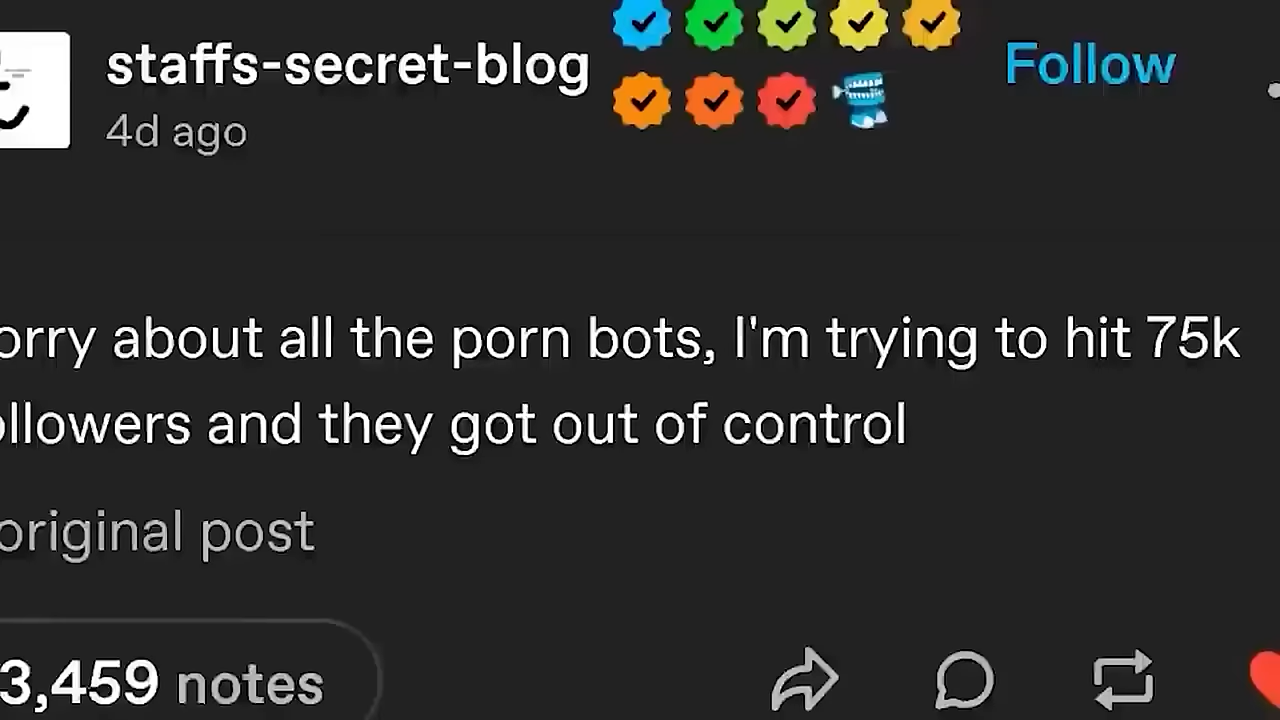 staffs-secret-blog
Follow
4d ago
orry about all the porn bots, I'm trying to hit 75k
ollowers and they got out of control
original post
3,459 notes